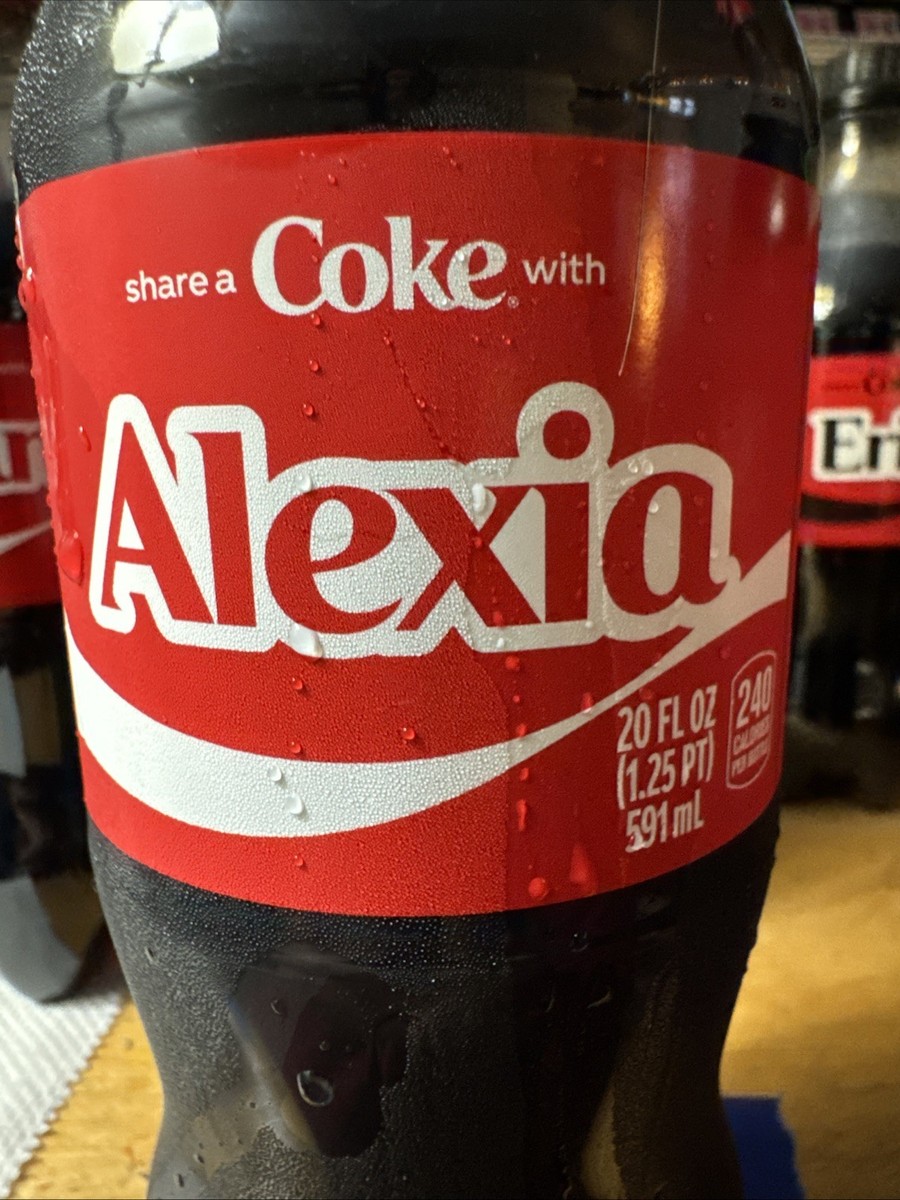 share a Coke® with
Alexia
20 FL OZ
(1.25 PT)
591 mL
240
CALORIES
PER BOTTLE